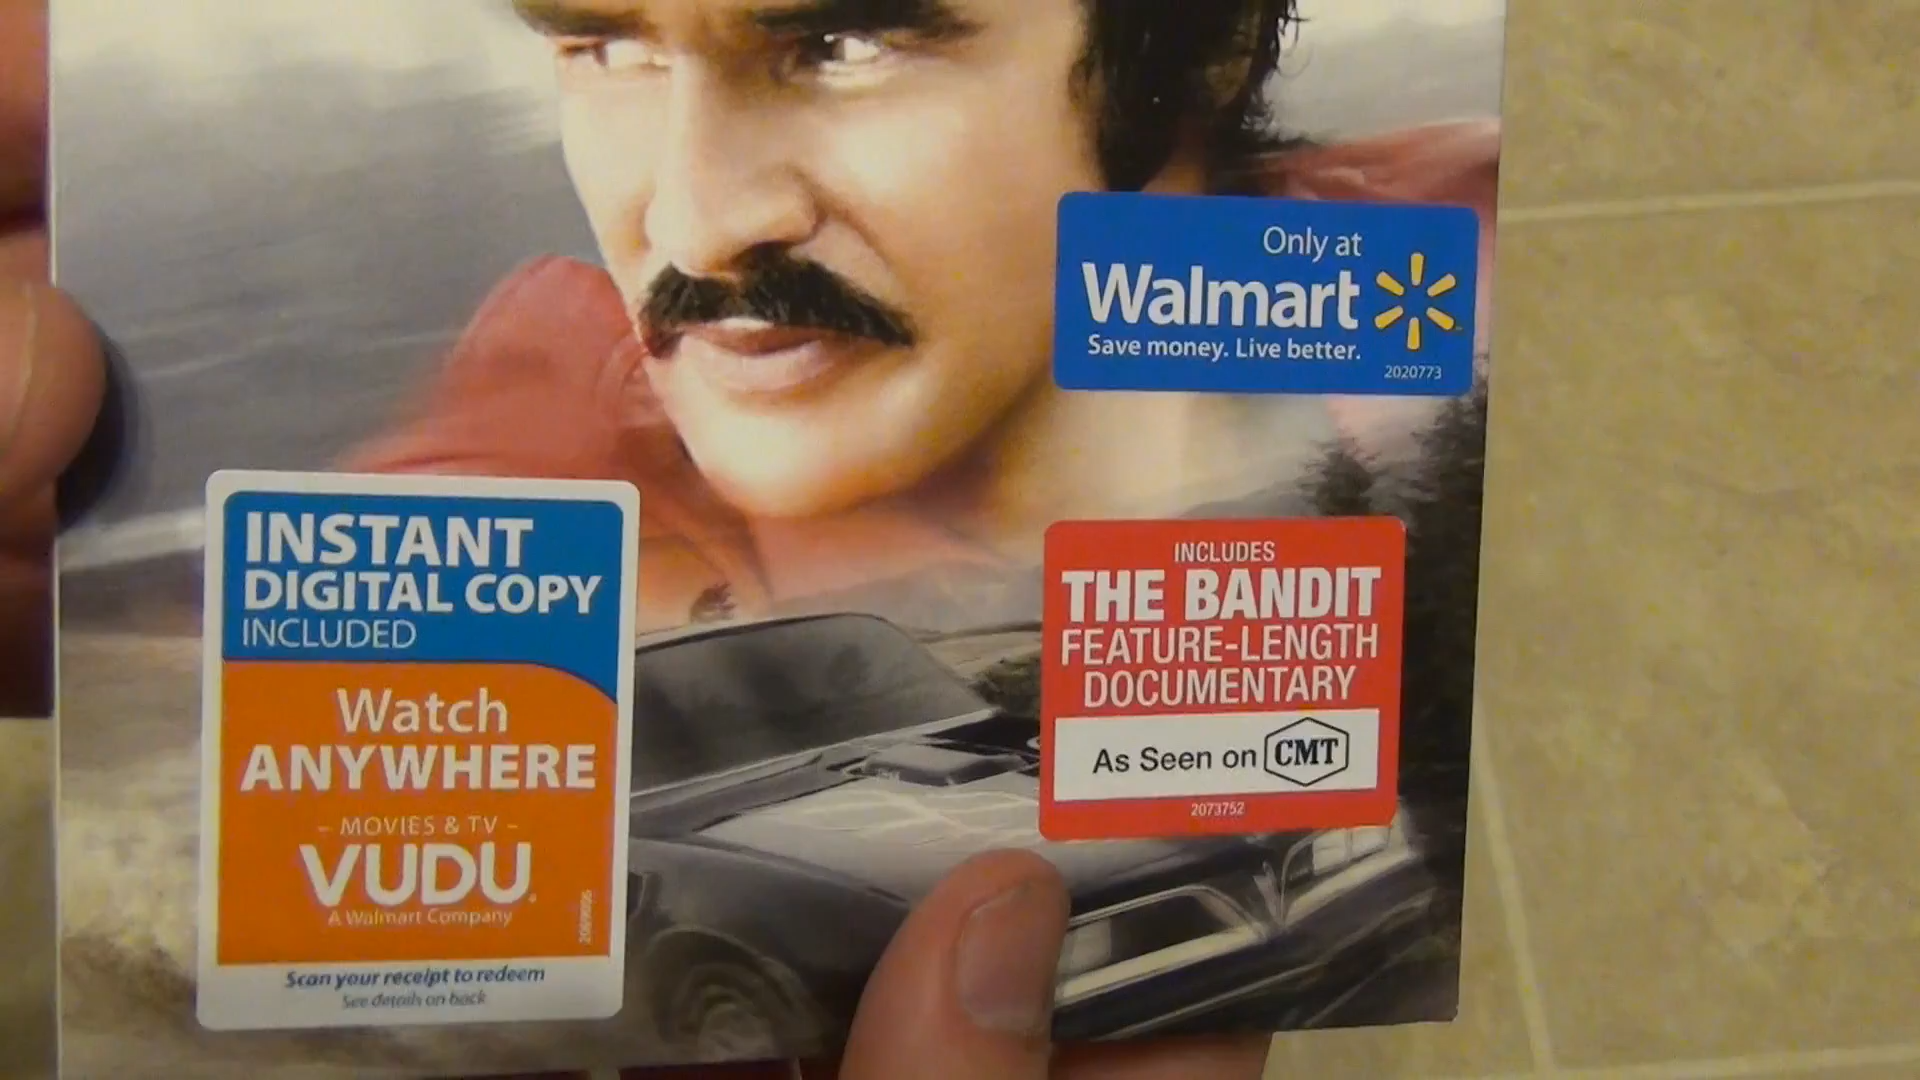 Only at
Walmart
Save money. Live better.
2020773
INSTANT
DIGITAL COPY
INCLUDED
Watch
ANYWHERE
- MOVIES & TV -
VUDU
A Walmart Company
Scan your receipt to redeem
See details on back
INCLUDES
THE BANDIT
FEATURE-LENGTH
DOCUMENTARY
As Seen on CMT
2073752